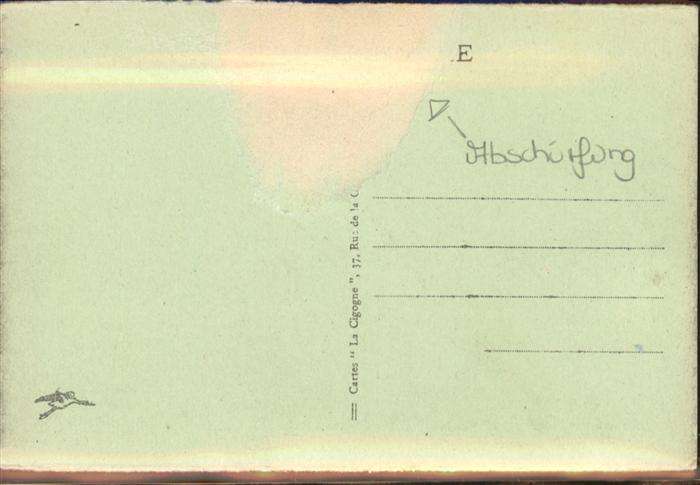 E
Abschürfung
Cartes " La Cigogne ", 37, Rue de la C